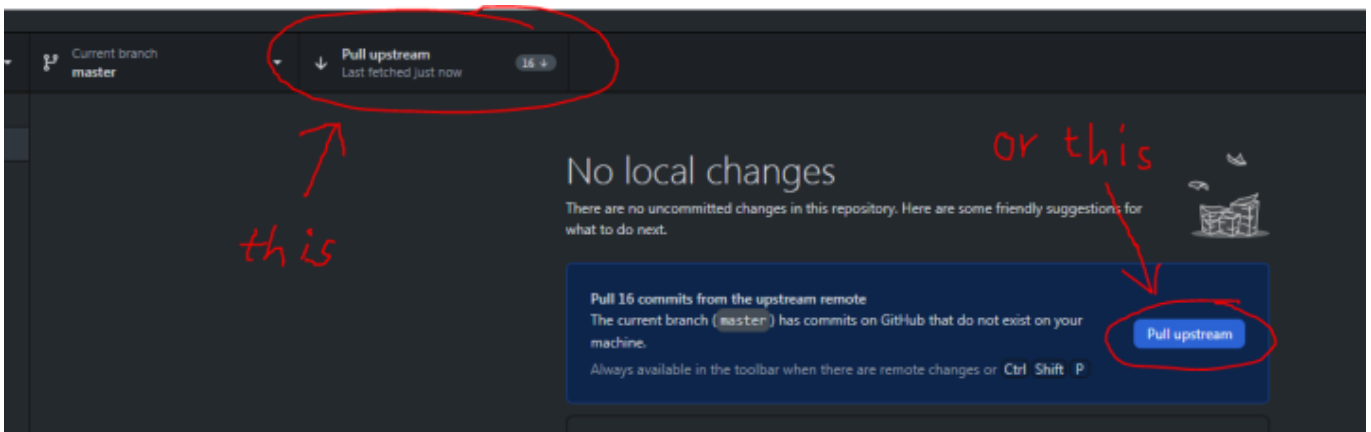 Current branch
master
Pull upstream
Last fetched just now
16
this
or this
No local changes
There are no uncommitted changes in this repository. Here are some friendly suggestions for
what to do next.
Pull 16 commits from the upstream remote
The current branch (master) has commits on GitHub that do not exist on your
machine.
Always available in the toolbar when there are remote changes or Ctrl Shift P
Pull upstream